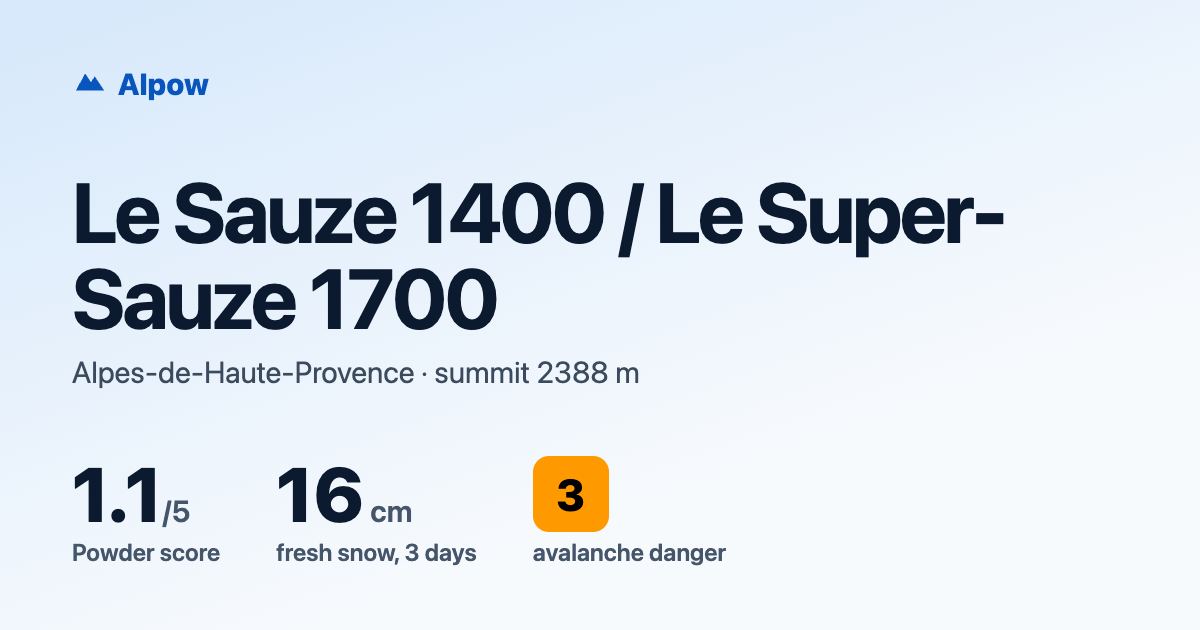 Alpow
Le Sauze 1400 / Le Super-
Sauze 1700
Alpes-de-Haute-Provence · summit 2388 m
1.1/5
Powder score
16 cm
fresh snow, 3 days
3
avalanche danger